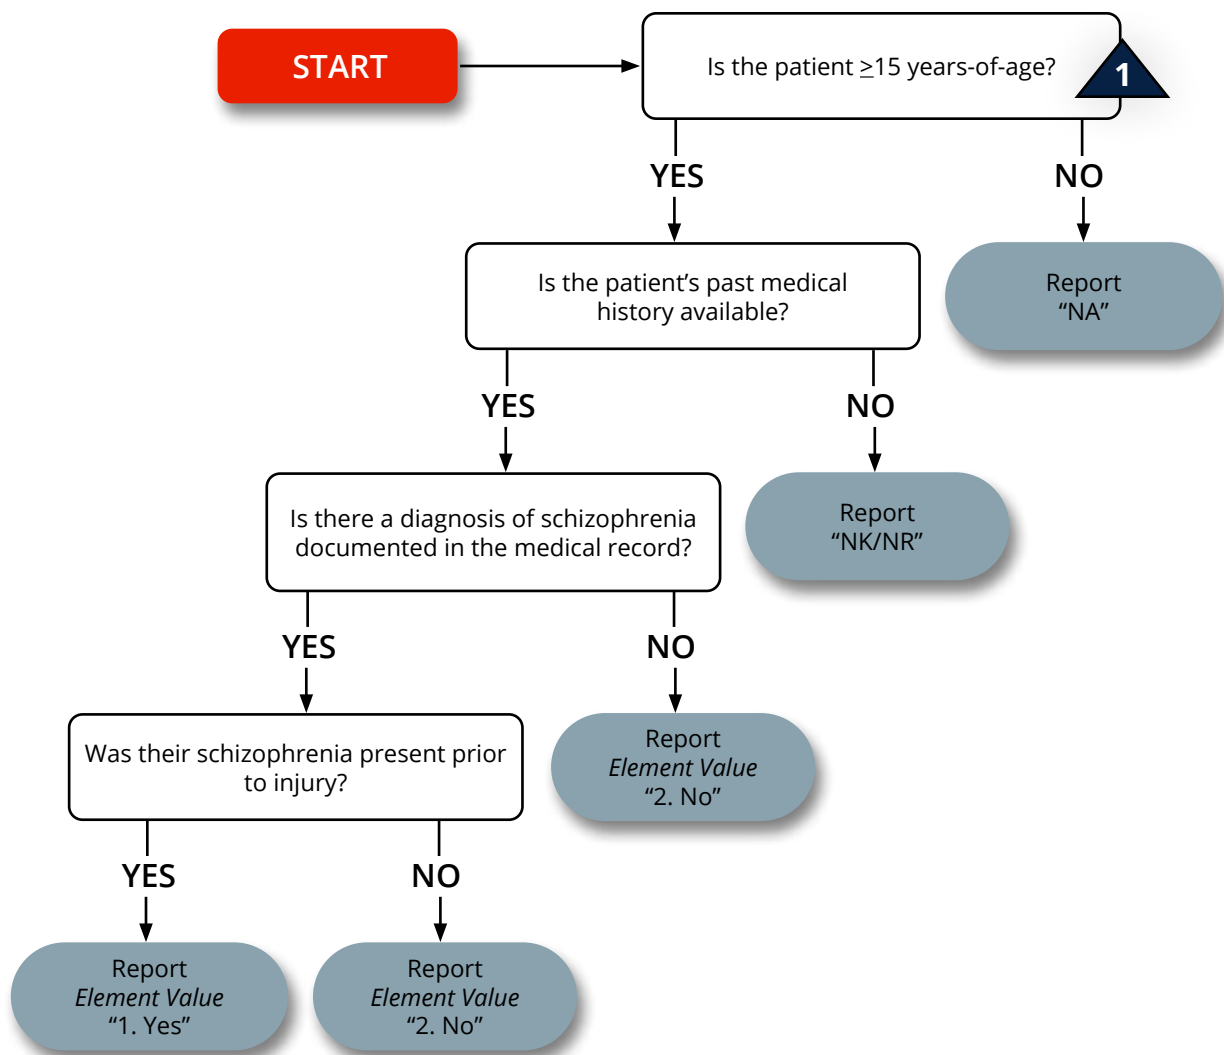 START
Is the patient ≥15 years-of-age?
1
YES
NO
Is the patient’s past medical
history available?
Report
“NA”
YES
NO
Is there a diagnosis of schizophrenia
documented in the medical record?
Report
“NK/NR”
YES
NO
Was their schizophrenia present prior
to injury?
Report
Element Value
“2. No”
YES
NO
Report
Element Value
“1. Yes”
Report
Element Value
“2. No”